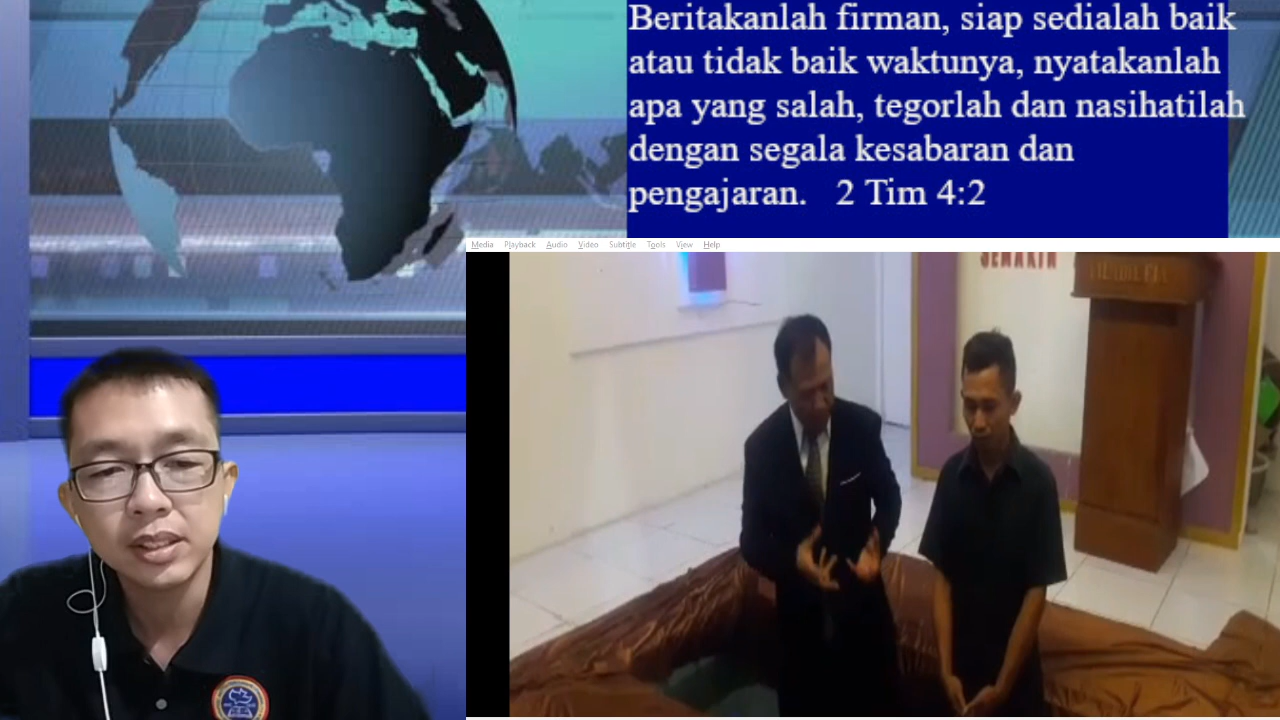 Beritakanlah firman, siap sedialah baik
atau tidak baik waktunya, nyatakanlah
apa yang salah, tegorlah dan nasihatilah
dengan segala kesabaran dan
pengajaran. 2 Tim 4:2
Media Playback Audio Video Subtitle Tools View Help
SEMAKIN